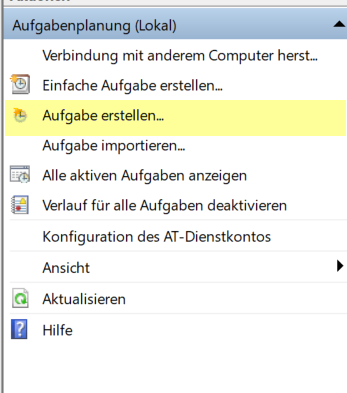 Aufgabenplanung (Lokal)
Verbindung mit anderem Computer herst...
Einfache Aufgabe erstellen...
Aufgabe erstellen...
Aufgabe importieren...
Alle aktiven Aufgaben anzeigen
Verlauf für alle Aufgaben deaktivieren
Konfiguration des AT-Dienstkontos
Ansicht
Aktualisieren
Hilfe